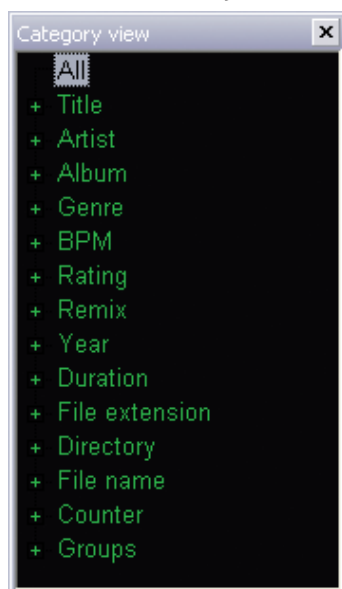 Category view
All
Title
Artist
Album
Genre
BPM
Rating
Remix
Year
Duration
File extension
Directory
File name
Counter
Groups